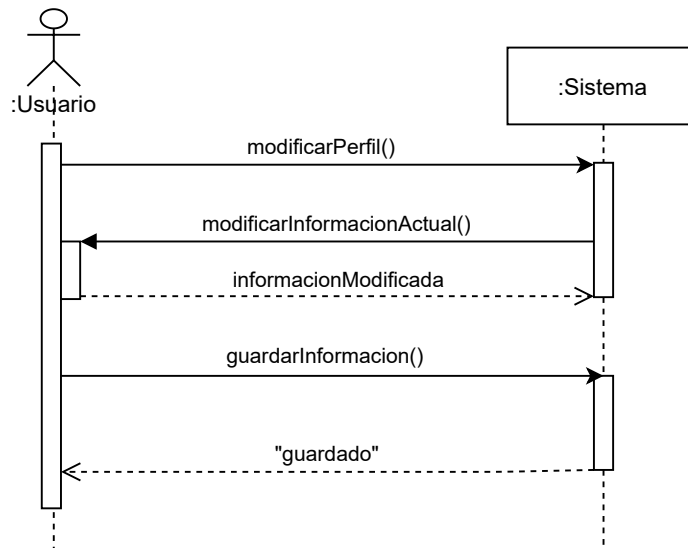 :Usuario
:Sistema
modificarPerfil()
modificarInformacionActual()
informacionModificada
guardarInformacion()
"guardado"